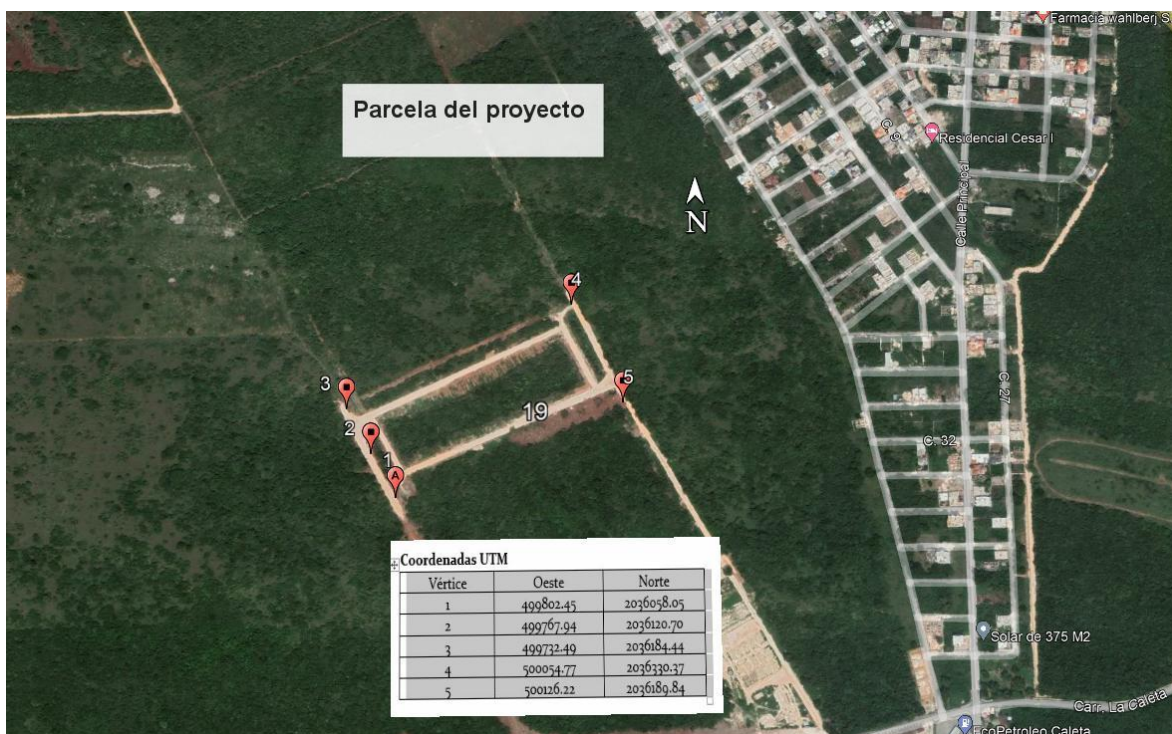 Farmacia wahlberj S
Parcela del proyecto
C. 9
Residencial Cesar I
N
Calle Principal
4
3
5
C. 27
19
2
C. 32
1
A
Coordenadas UTM
Vértice Oeste Norte
1 499802.45 2036058.05
2 499767.94 2036120.70
3 499732.49 2036184.44
4 500054.77 2036330.37
5 500126.22 2036189.84
Solar de 375 M2
Carr. La Caleta
EcoPetroleo Caleta